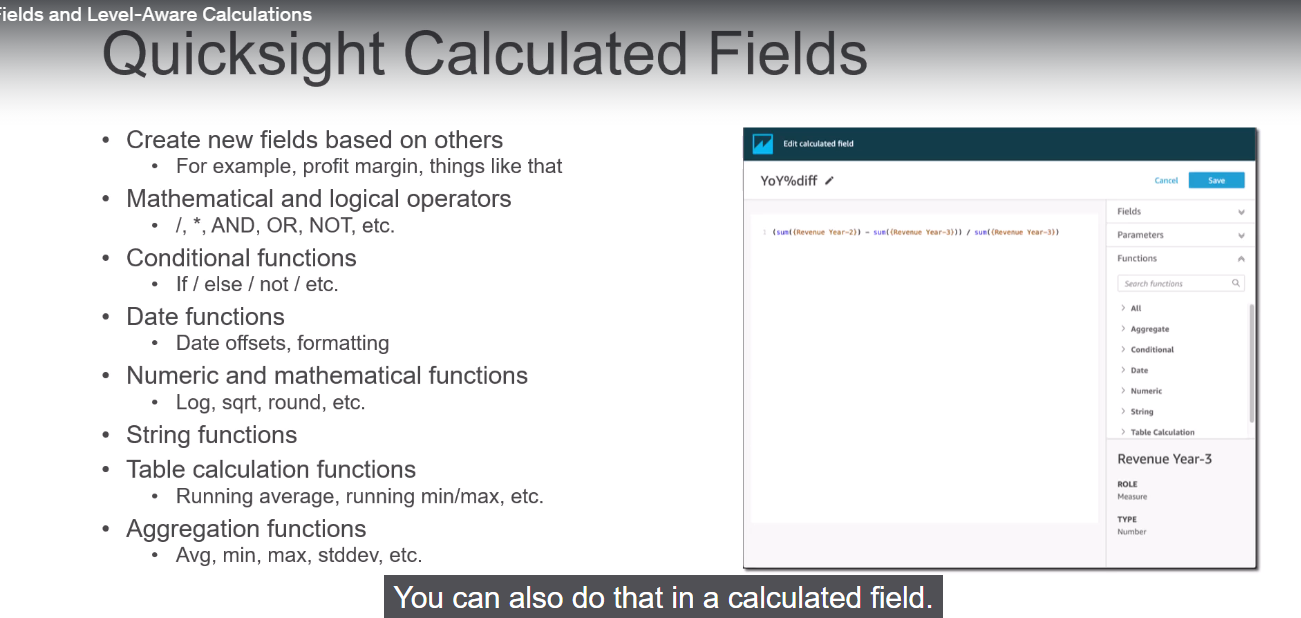 Fields and Level-Aware Calculations
Quicksight Calculated Fields
• Create new fields based on others
• For example, profit margin, things like that
• Mathematical and logical operators
• /, *, AND, OR, NOT, etc.
• Conditional functions
• If / else / not / etc.
• Date functions
• Date offsets, formatting
• Numeric and mathematical functions
• Log, sqrt, round, etc.
• String functions
• Table calculation functions
• Running average, running min/max, etc.
• Aggregation functions
• Avg, min, max, stddev, etc.
Edit calculated field
YoY%diff
Cancel Save
1 (sum({Revenue Year-2}) - sum({Revenue Year-3})) / sum({Revenue Year-3})
Fields
Parameters
Functions
Search functions
All
Aggregate
Conditional
Date
Numeric
String
Table Calculation
Revenue Year-3
ROLE
Measure
TYPE
Number
You can also do that in a calculated field.